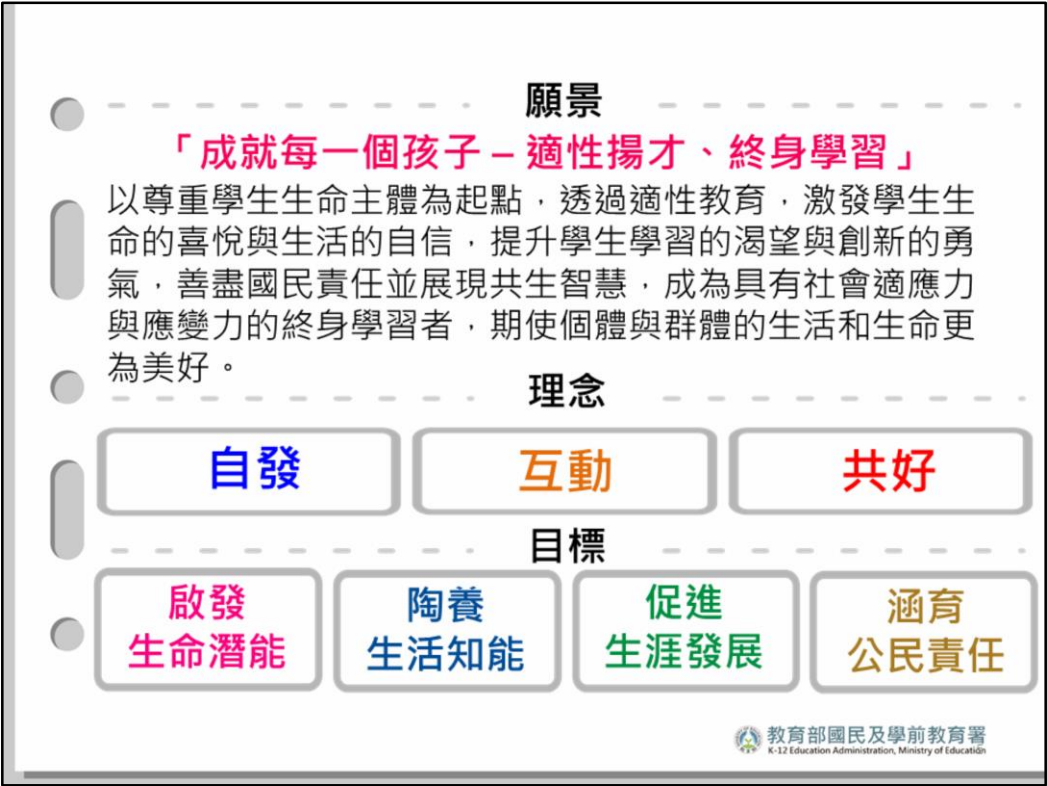 願景
「成就每一個孩子 – 適性揚才、終身學習」
以尊重學生生命主體為起點，透過適性教育，激發學生生
命的喜悅與生活的自信，提升學生學習的渴望與創新的勇
氣，善盡國民責任並展現共生智慧，成為具有社會適應力
與應變力的終身學習者，期使個體與群體的生活和生命更
為美好。
理念
自發
互動
共好
目標
啟發
生命潛能
陶養
生活知能
促進
生涯發展
涵育
公民責任
教育部國民及學前教育署
K-12 Education Administration, Ministry of Education